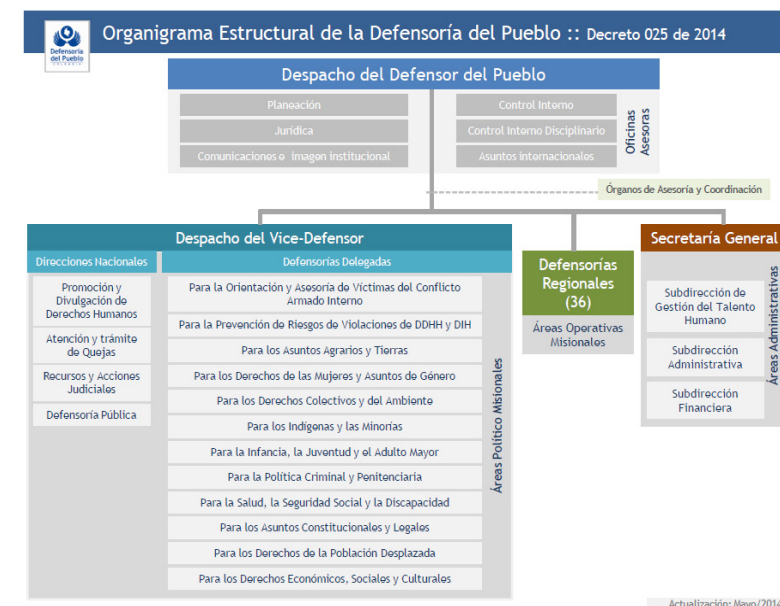 Organigrama Estructural de la Defensoría del Pueblo :: Decreto 025 de 2014
Defensoría
del Pueblo
COLOMBIA
Despacho del Defensor del Pueblo
Planeación
Jurídica
Comunicaciones e imagen institucional
Control Interno
Control Interno Disciplinario
Asuntos internacionales
Oficinas
Asesoras
Órganos de Asesoría y Coordinación
Despacho del Vice-Defensor
Direcciones Nacionales
Promoción y
Divulgación de
Derechos Humanos
Atención y trámite
de Quejas
Recursos y Acciones
Judiciales
Defensoría Pública
Defensorías Delegadas
Para la Orientación y Asesoría de Víctimas del Conflicto
Armado Interno
Para la Prevención de Riesgos de Violaciones de DDHH y DIH
Para los Asuntos Agrarios y Tierras
Para los Derechos de las Mujeres y Asuntos de Género
Para los Derechos Colectivos y del Ambiente
Para los Indígenas y las Minorías
Para la Infancia, la Juventud y el Adulto Mayor
Para la Política Criminal y Penitenciaria
Para la Salud, la Seguridad Social y la Discapacidad
Para los Asuntos Constitucionales y Legales
Para los Derechos de la Población Desplazada
Para los Derechos Económicos, Sociales y Culturales
Áreas Político Misionales
Defensorías
Regionales
(36)
Áreas Operativas
Misionales
Secretaría General
Subdirección de
Gestión del Talento
Humano
Subdirección
Administrativa
Subdirección
Financiera
Áreas Administrativas
Actualización: Mayo/2014